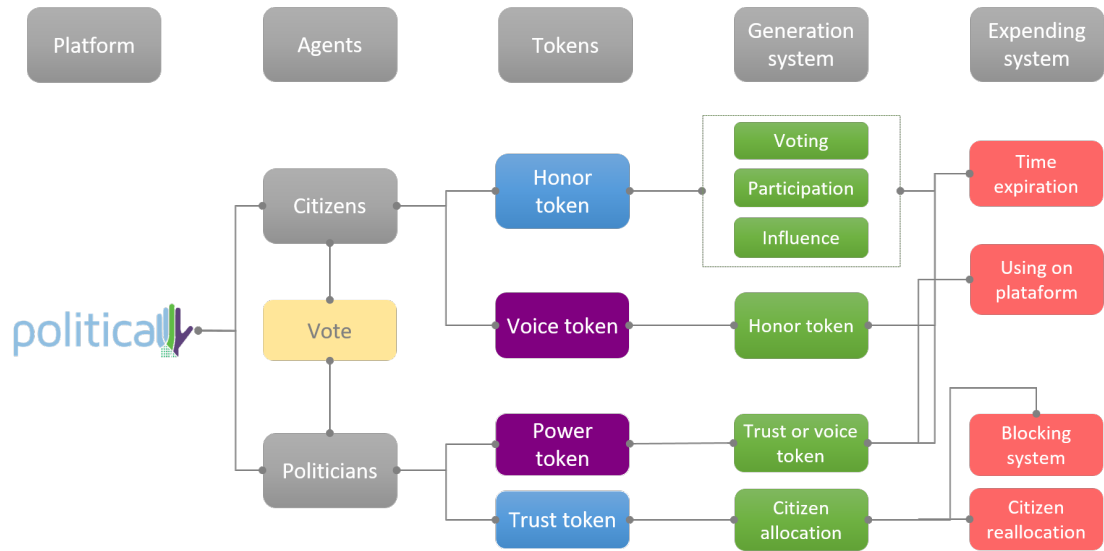 Platform
Agents
Tokens
Generation
system
Expending
system
Voting
Participation
Influence
Honor
token
Time
expiration
Citizens
Using on
plataform
politically
Vote
Voice token
Honor token
Power
token
Trust or voice
token
Blocking
system
Politicians
Trust token
Citizen
allocation
Citizen
reallocation